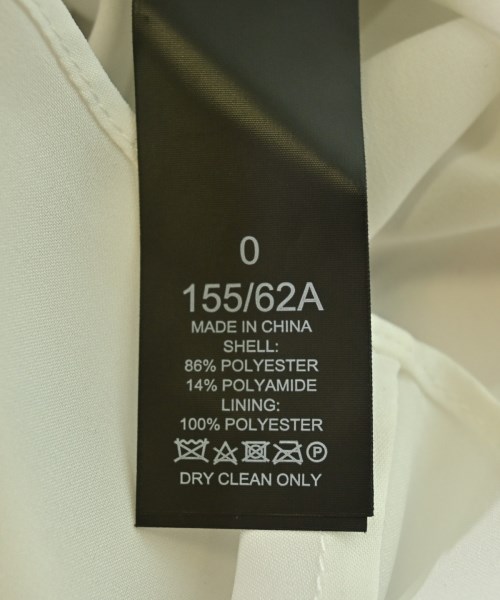 0
155/62A
MADE IN CHINA
SHELL:
86% POLYESTER
14% POLYAMIDE
LINING:
100% POLYESTER
P
DRY CLEAN ONLY